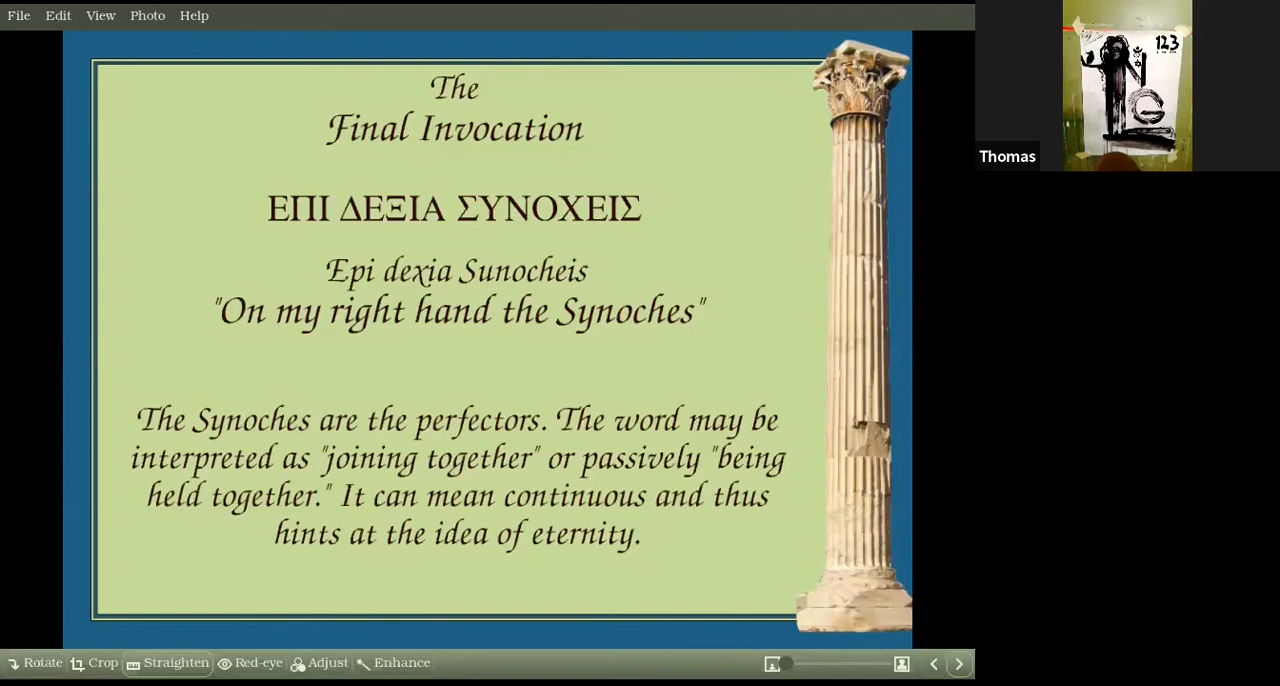 File Edit View Photo Help
The
Final Invocation
ΕΠΙ ΔΕΞΙΑ ΣΥΝΟΧΕΙΣ
Epi dexia Sunocheis
"On my right hand the Synoches"
The Synoches are the perfectors. The word may be
interpreted as "joining together" or passively "being
held together." It can mean continuous and thus
hints at the idea of eternity.
Rotate Crop Straighten Red-eye Adjust Enhance
123
Thomas